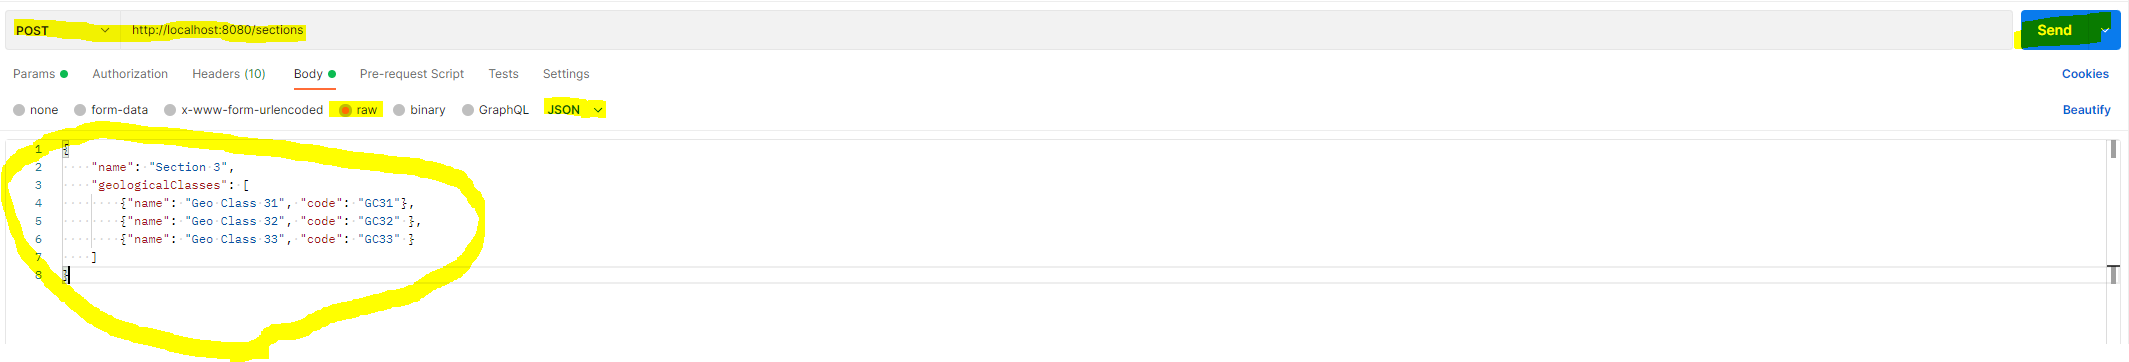 POST http://localhost:8080/sections Send
Params Authorization Headers (10) Body Pre-request Script Tests Settings Cookies
none form-data x-www-form-urlencoded raw binary GraphQL JSON Beautify
1 {
2 "name": "Section 3",
3 "geologicalClasses": [
4 {"name": "Geo Class 31", "code": "GC31"},
5 {"name": "Geo Class 32", "code": "GC32" },
6 {"name": "Geo Class 33", "code": "GC33" }
7 ]
8 }